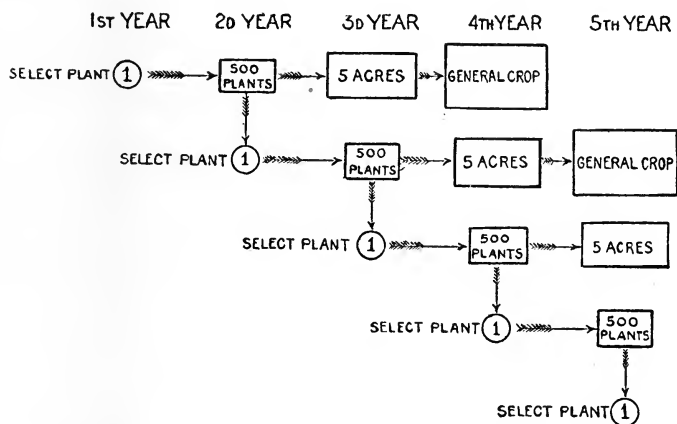 1ST YEAR 2D YEAR 3D YEAR 4TH YEAR 5TH YEAR
SELECT PLANT 1 500 PLANTS 5 ACRES GENERAL CROP
SELECT PLANT 1 500 PLANTS 5 ACRES GENERAL CROP
SELECT PLANT 1 500 PLANTS 5 ACRES
SELECT PLANT 1 500 PLANTS
SELECT PLANT 1